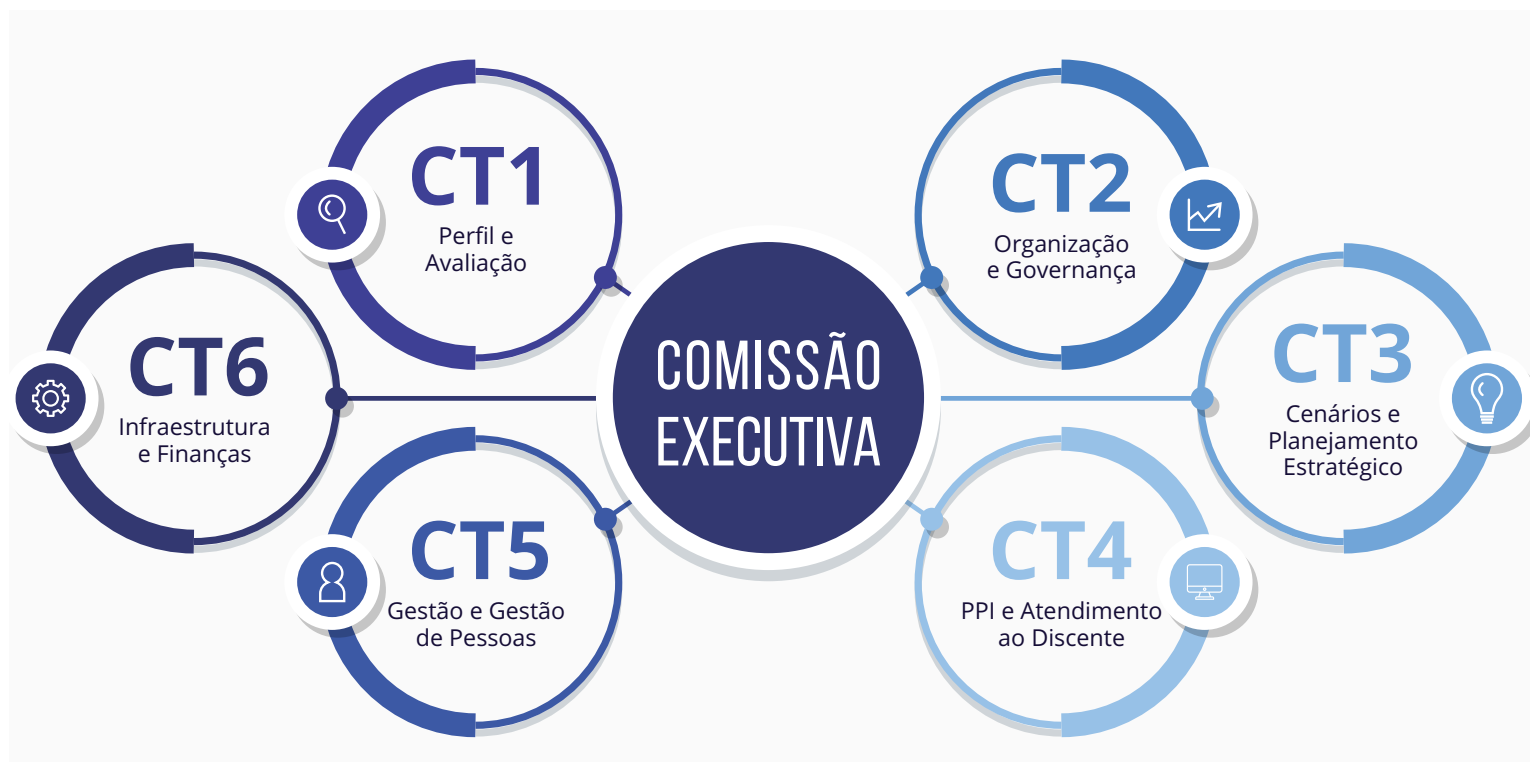 CT1
Perfil e
Avaliação
CT2
Organização
e Governança
CT6
Infraestrutura
e Finanças
COMISSÃO
EXECUTIVA
CT3
Cenários e
Planejamento
Estratégico
CT5
Gestão e Gestão
de Pessoas
CT4
PPI e Atendimento
ao Discente